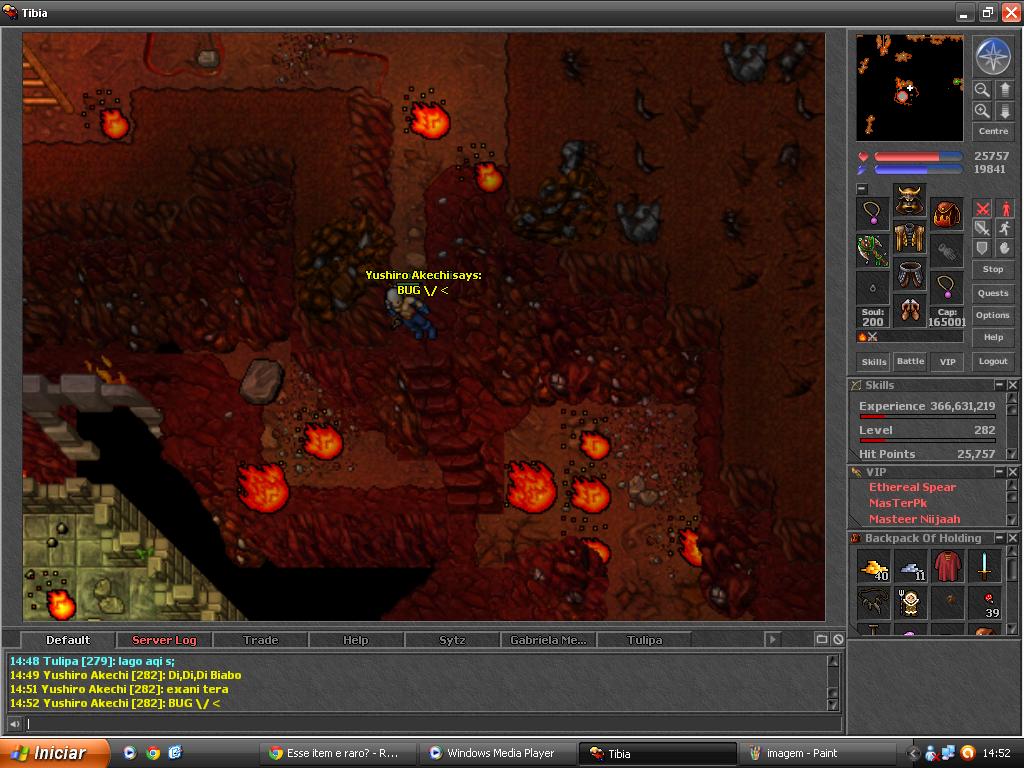 Tibia
Yushiro Akechi says:
BUG \/ <
Centre
25757
19841
Stop
Quests
Options
Help
Soul:
200
Cap:
165001
Skills Battle VIP Logout
Skills
Experience 366,631,219
Level 282
Hit Points 25,757
VIP
Ethereal Spear
MasTerPk
Masteer Niijaah
Backpack Of Holding
40 11
39
Default Server Log Trade Help Sytz Gabriela Me... Tulipa
14:48 Tulipa [279]: lago aqi s;
14:49 Yushiro Akechi [282]: Di,Di,Di Biabo
14:51 Yushiro Akechi [282]: exani tera
14:52 Yushiro Akechi [282]: BUG \/ <
Iniciar Esse item e raro? - R... Windows Media Player Tibia imagem - Paint 14:52